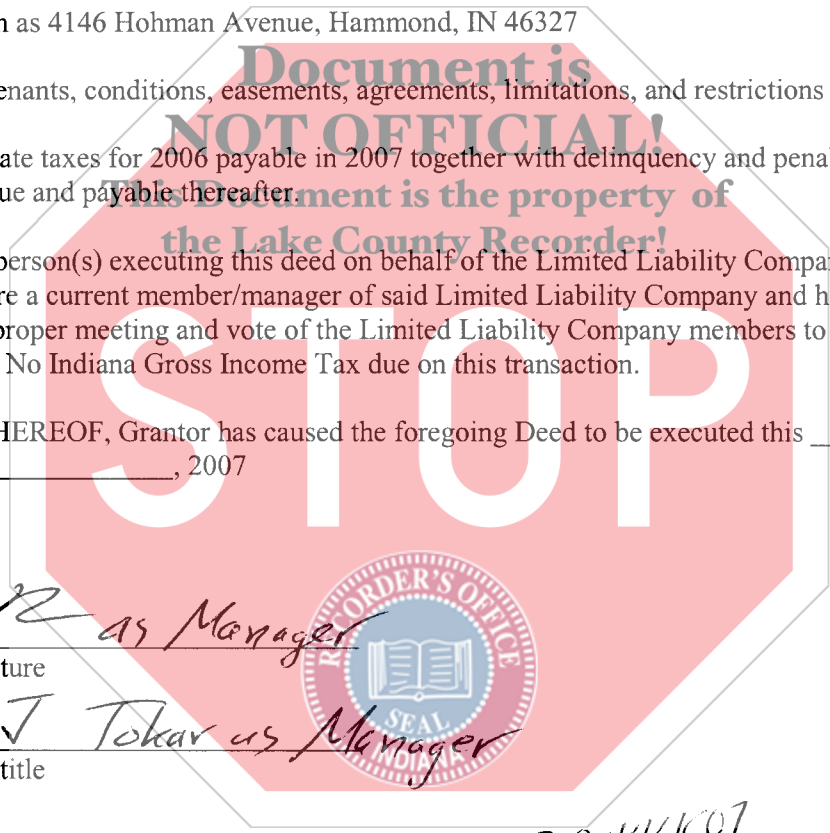 as 4146 Hohman Avenue, Hammond, IN 46327
Document is
enants, conditions, easements, agreements, limitations, and restrictions
NOT OFFICIAL!
ate taxes for 2006 payable in 2007 together with delinquency and penal
This Document is the property of
ue and payable thereafter.
the Lake County Recorder!
person(s) executing this deed on behalf of the Limited Liability Compa
re a current member/manager of said Limited Liability Company and h
proper meeting and vote of the Limited Liability Company members to
No Indiana Gross Income Tax due on this transaction.
STOP
HEREOF, Grantor has caused the foregoing Deed to be executed this
, 2007
RECORDER'S OFFICE
as Manager
ture
SEAL
INDIANA
J Tokar as Manager
title